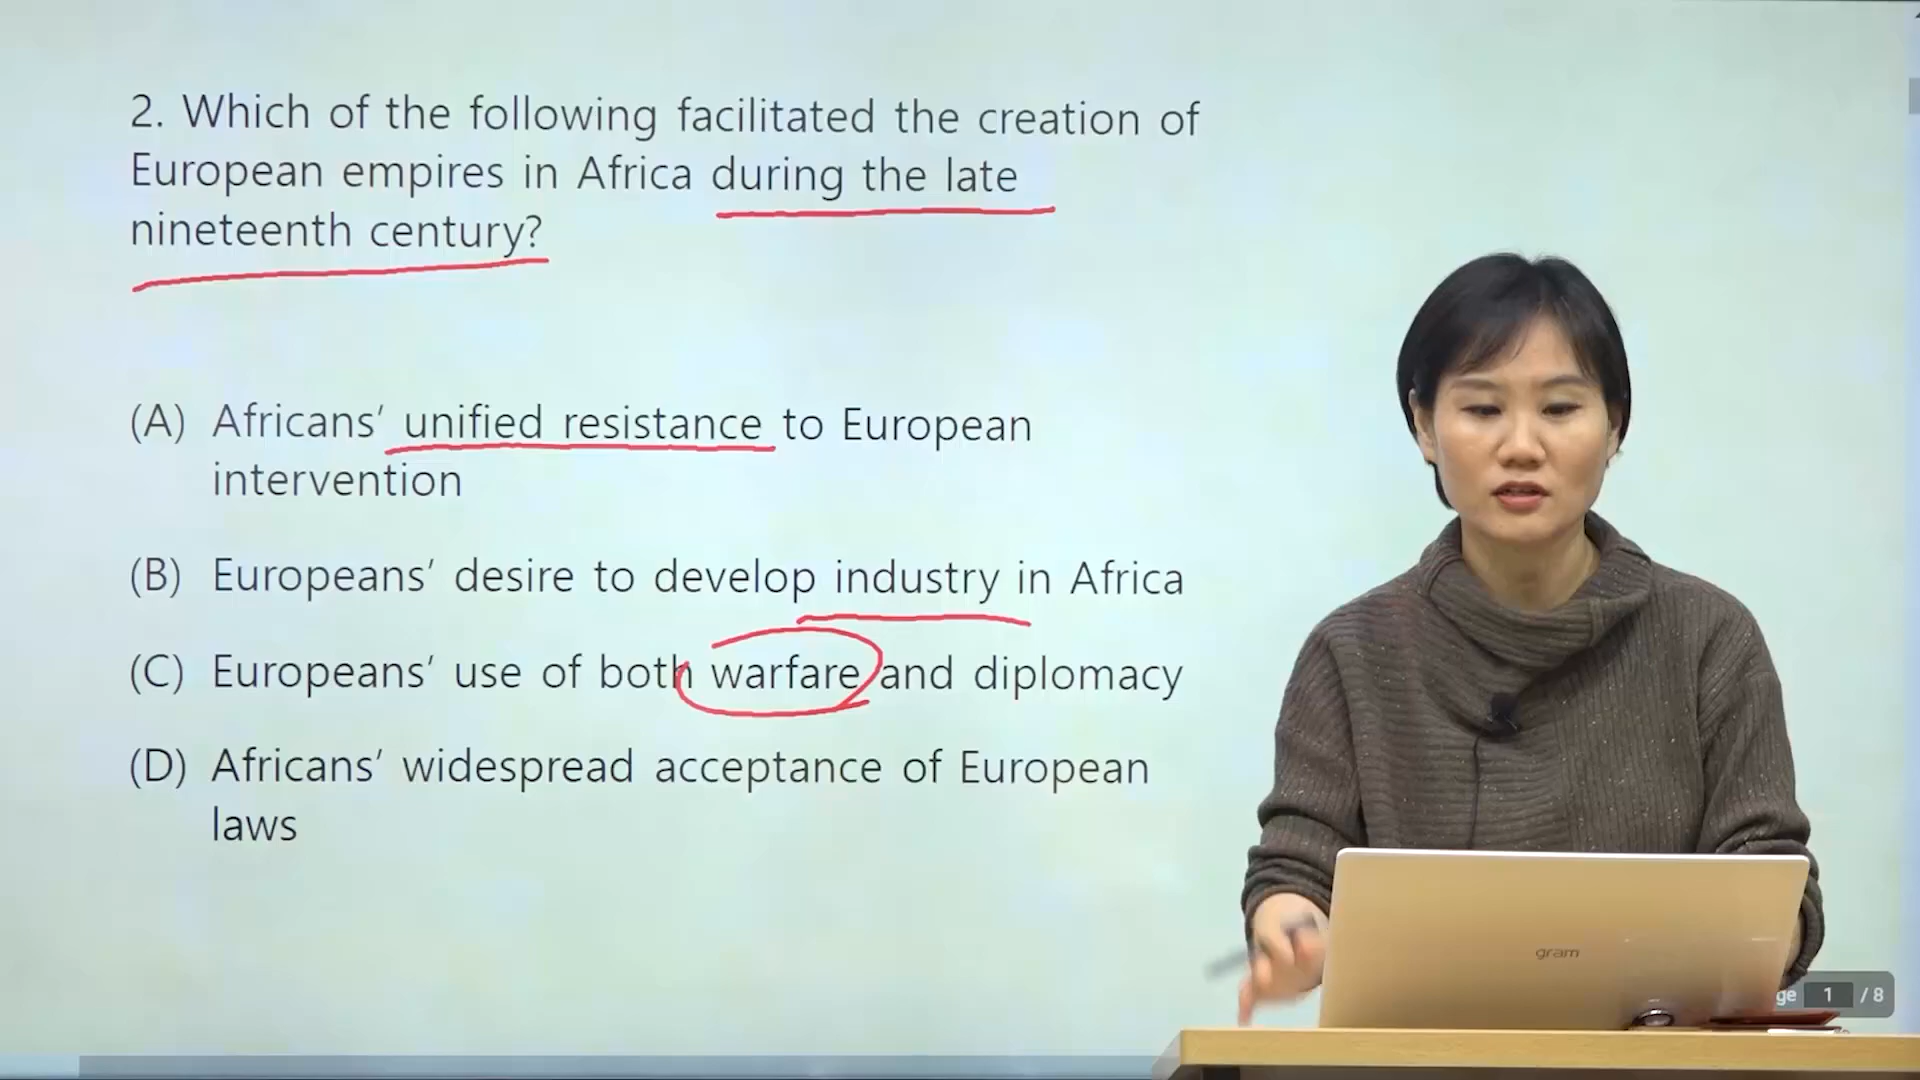 2. Which of the following facilitated the creation of
European empires in Africa during the late
nineteenth century?
(A) Africans’ unified resistance to European
intervention
(B) Europeans’ desire to develop industry in Africa
(C) Europeans’ use of both warfare and diplomacy
(D) Africans’ widespread acceptance of European
laws
gram
ge 1 / 8